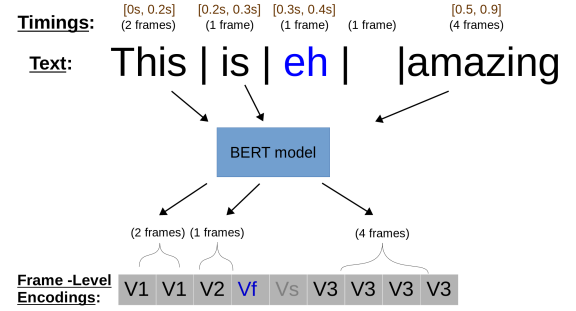 [0s, 0.2s] [0.2s, 0.3s] [0.3s, 0.4s] [0.5, 0.9]
Timings: (2 frames) (1 frame) (1 frame) (1 frame) (4 frames)
Text: This | is | eh | |amazing
BERT model
(2 frames) (1 frame) (4 frames)
Frame -Level
Encodings: V1 V1 V2 Vf Vs V3 V3 V3 V3